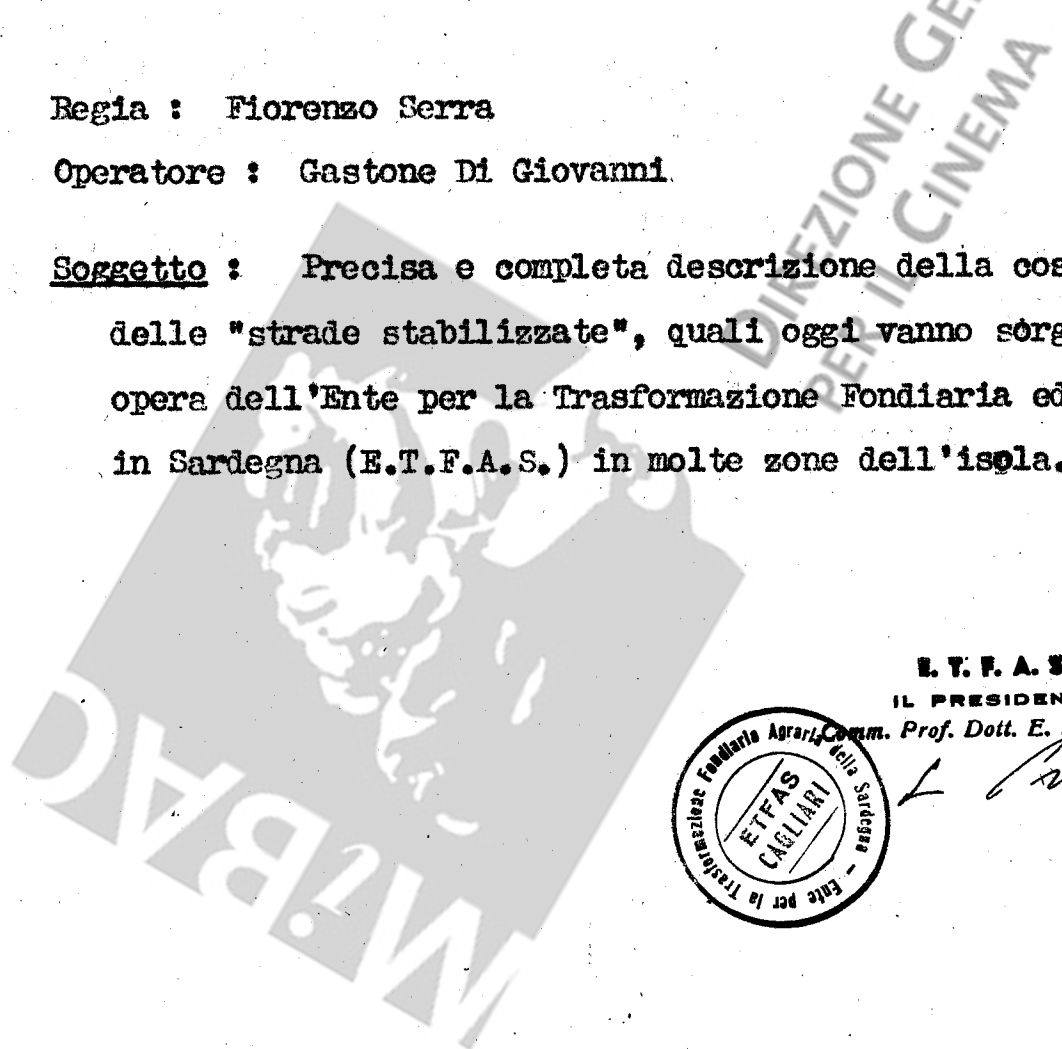 Regia : Fiorenzo Serra
Operatore : Gastone Di Giovanni
Soggetto : Precisa e completa descrizione della cos
delle "strade stabilizzate", quali oggi vanno sorg
opera dell'Ente per la Trasformazione Fondiaria ed
in Sardegna (E.T.F.A.S.) in molte zone dell'isola.
E. T. F. A. S
IL PRESIDEN
Comm. Prof. Dott. E.
Ente per la Trasformazione Fondiaria Agraria della Sardegna –
ETFAS
CAGLIARI
DIREZIONE GE
PER IL CINEMA
MiBAC